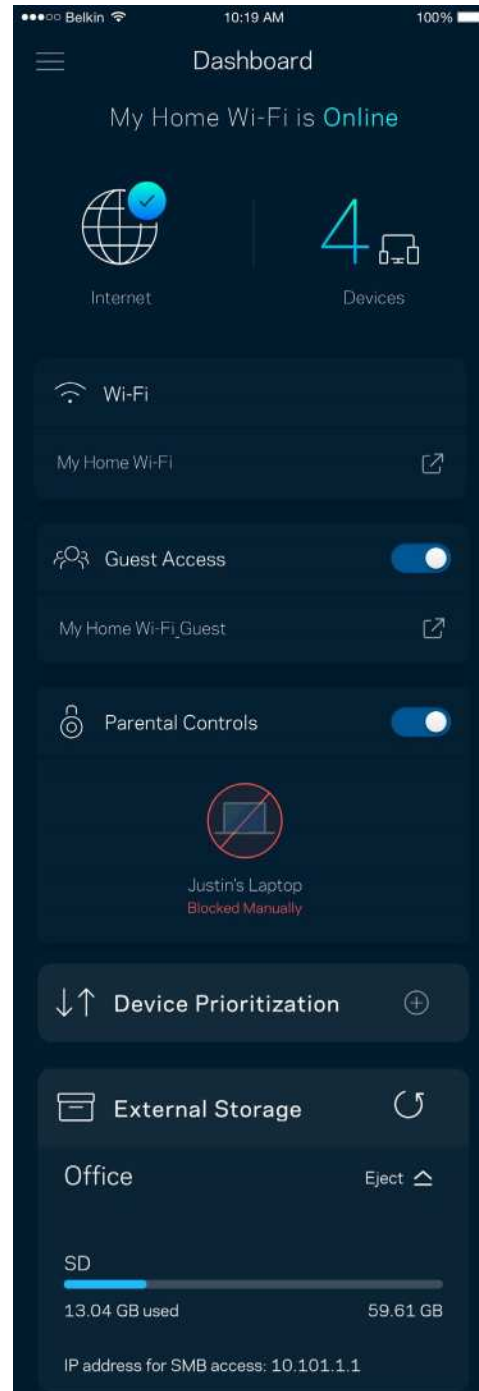 Belkin 10:19 AM 100%
Dashboard
My Home Wi-Fi is Online
4
Internet Devices
Wi-Fi
My Home Wi-Fi
Guest Access
My Home Wi-Fi_Guest
Parental Controls
Justin's Laptop
Blocked Manually
Device Prioritization
External Storage
Office Eject
SD
13.04 GB used 59.61 GB
IP address for SMB access: 10.101.1.1